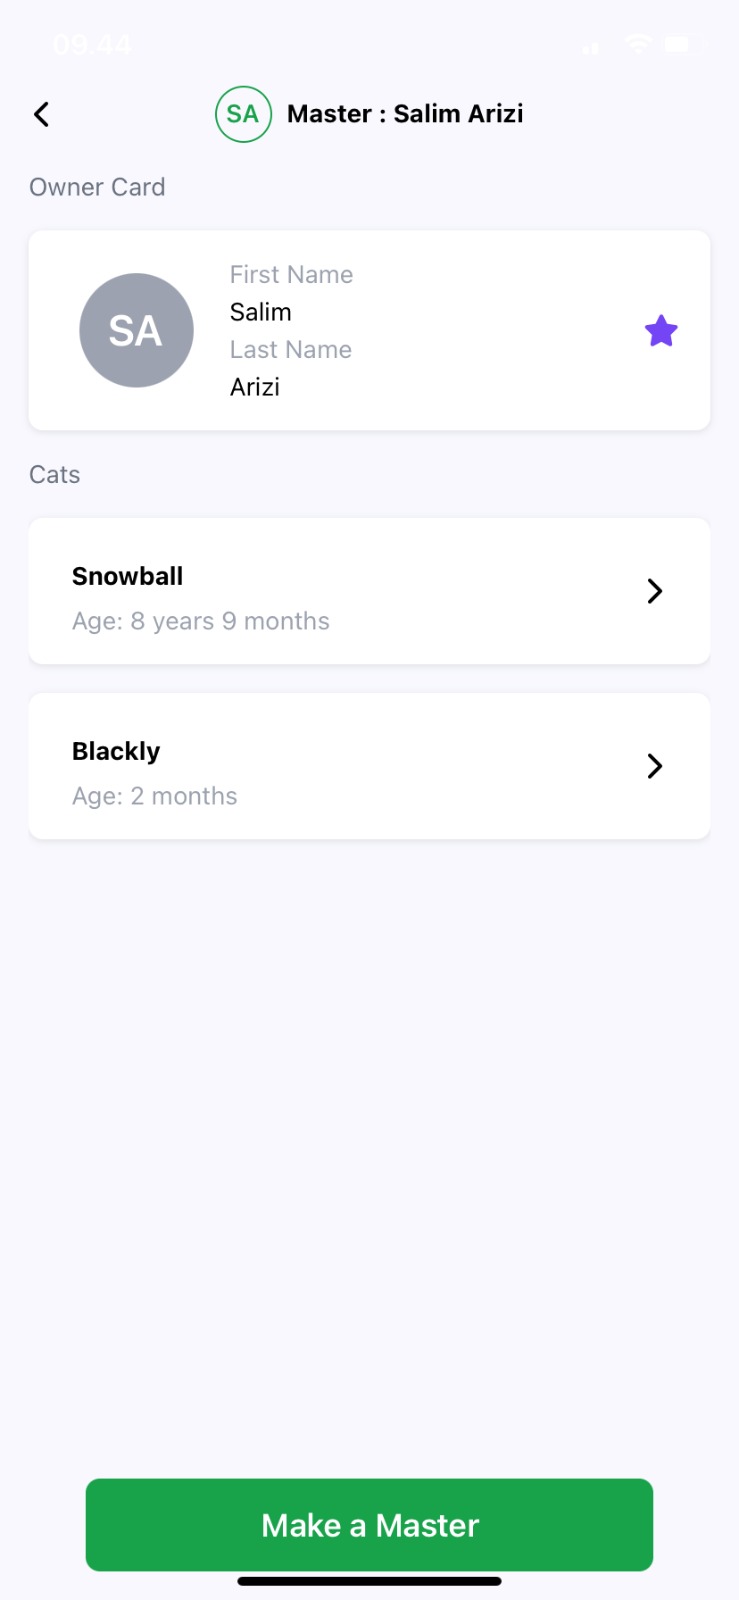 09.44
SA Master : Salim Arizi
Owner Card
SA
First Name
Salim
Last Name
Arizi
Cats
Snowball
Age: 8 years 9 months
Blackly
Age: 2 months
Make a Master